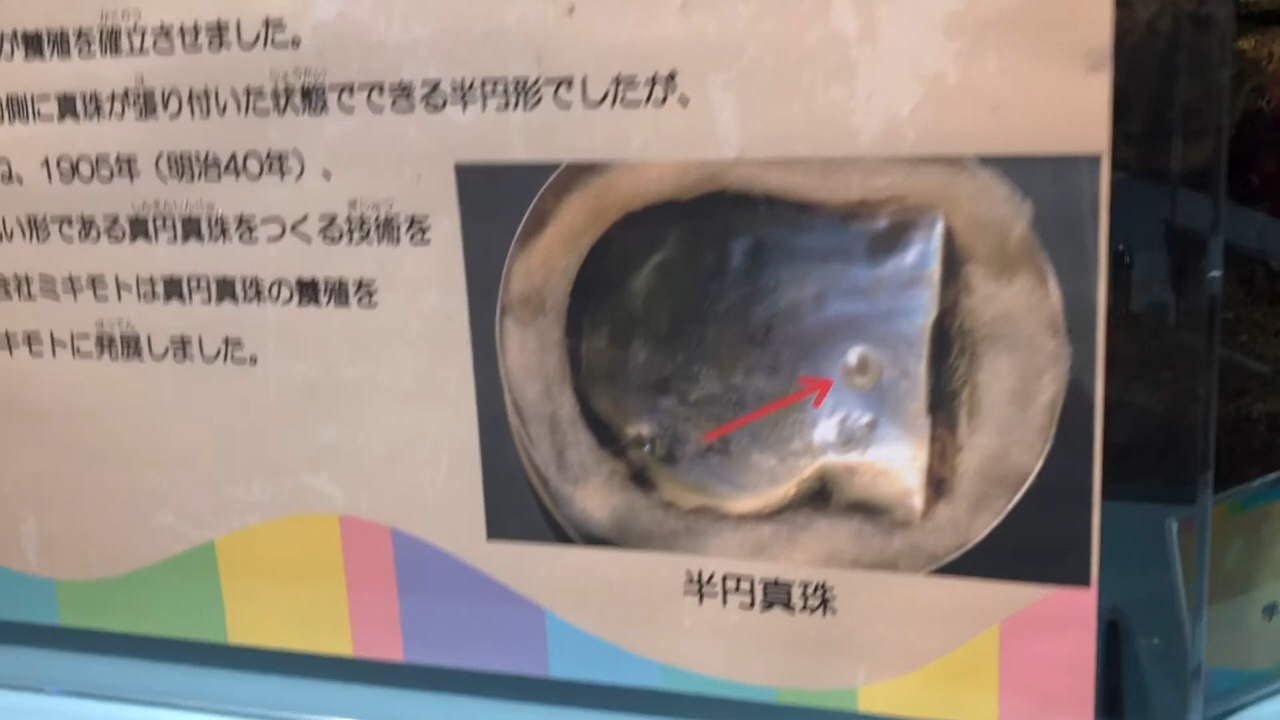 が養殖を確立させました。
側に真珠が張り付いた状態でできる半円形でしたが、
、1905年（明治40年）、
い形である真円真珠をつくる技術を
会社ミキモトは真円真珠の養殖を
キモトに発展しました。
半円真珠